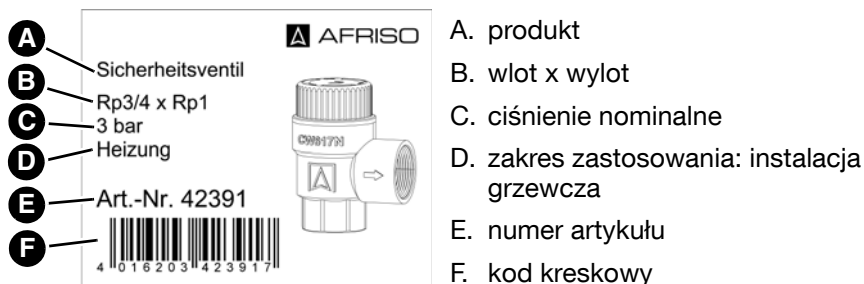 A
B
C
D
E
F
AFRISO
Sicherheitsventil
Rp3/4 x Rp1
3 bar
Heizung
Art.-Nr. 42391
4 016203 423917
CW617N
A. produkt
B. wlot x wylot
C. ciśnienie nominalne
D. zakres zastosowania: instalacja
grzewcza
E. numer artykułu
F. kod kreskowy